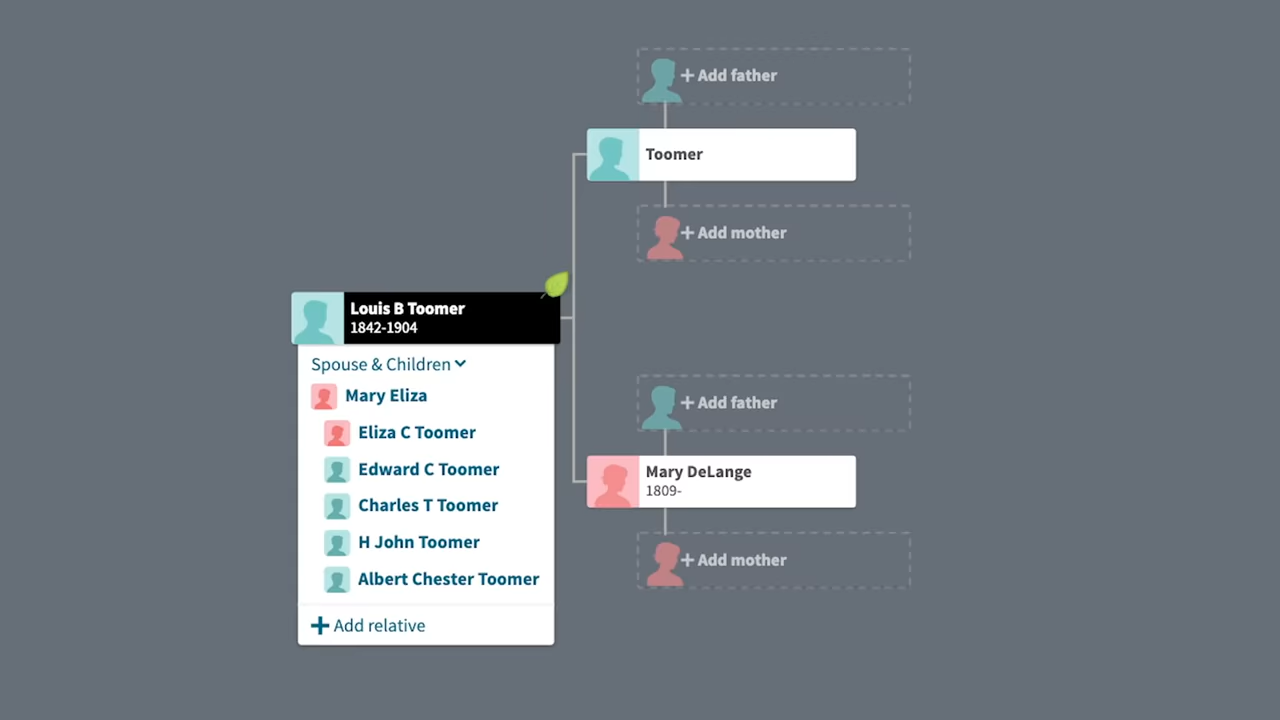 + Add father
Toomer
+ Add mother
Louis B Toomer
1842-1904
Spouse & Children
Mary Eliza
Eliza C Toomer
Edward C Toomer
Charles T Toomer
H John Toomer
Albert Chester Toomer
+ Add relative
+ Add father
Mary DeLange
1809-
+ Add mother